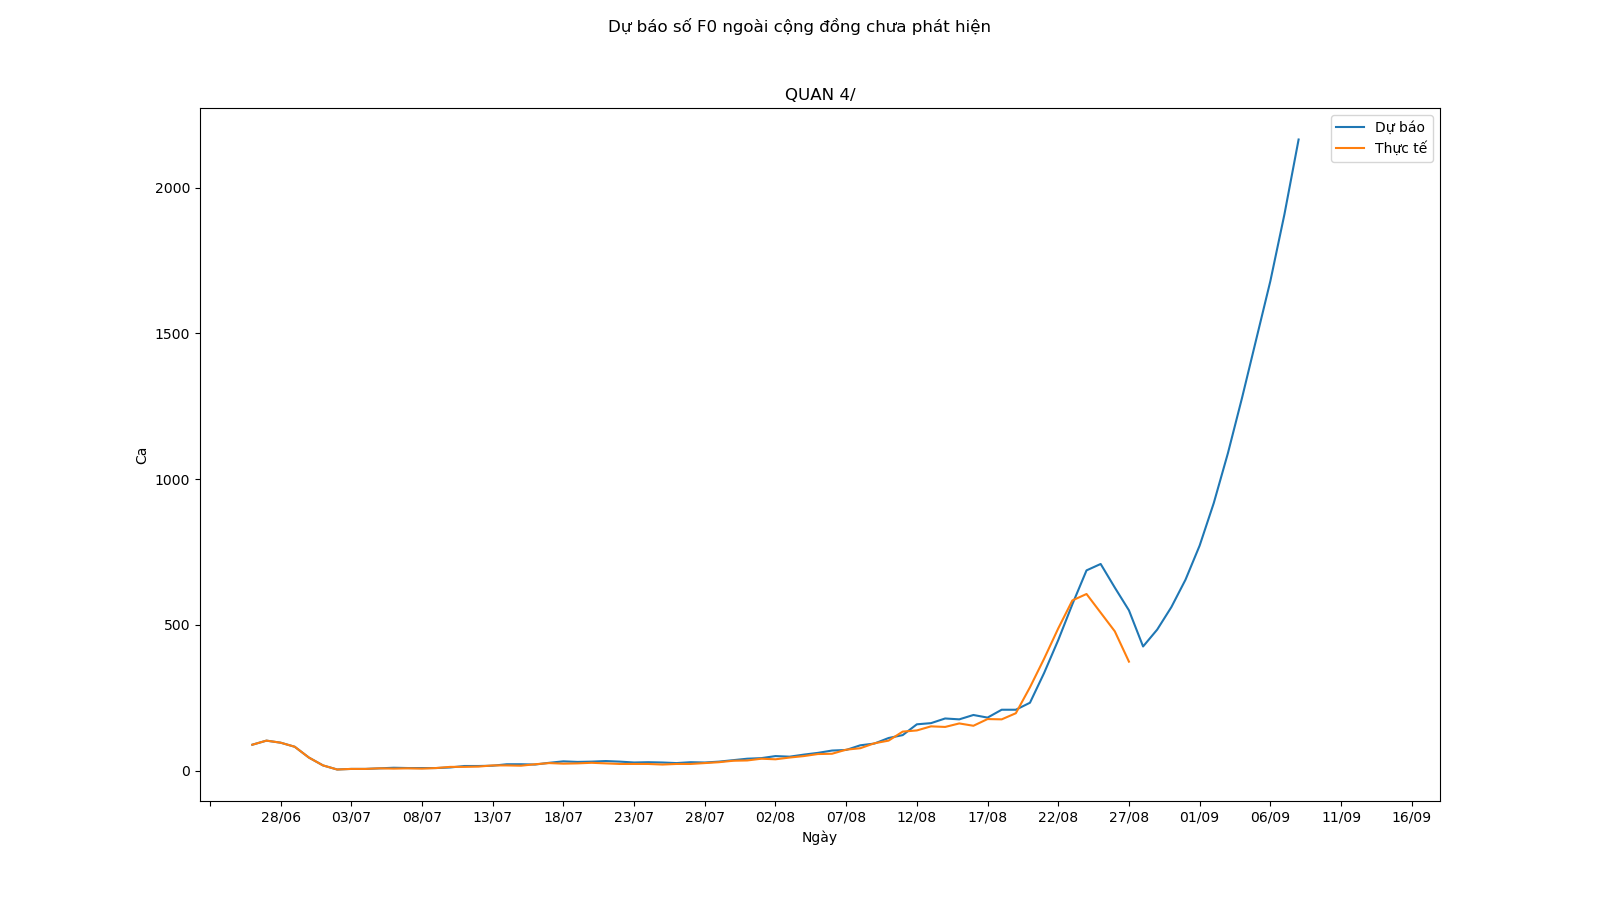 Dự báo số F0 ngoài cộng đồng chưa phát hiện
QUAN 4/
Dự báo
Thực tế
Ca
2000
1500
1000
500
0
28/06 03/07 08/07 13/07 18/07 23/07 28/07 02/08 07/08 12/08 17/08 22/08 27/08 01/09 06/09 11/09 16/09
Ngày